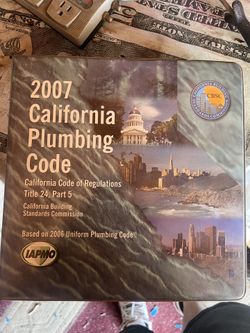 2007
California
Plumbing
Code
California Code of Regulations
Title 24, Part 5
California Building
Standards Commission
Based on 2006 Uniform Plumbing Code
IAPMO
CBSC